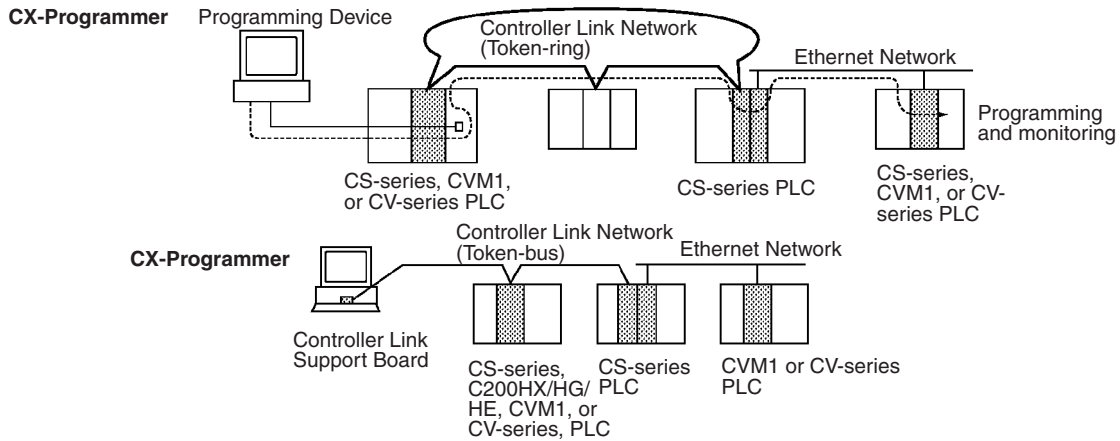 CX-Programmer
Programming Device
Controller Link Network
(Token-ring)
Ethernet Network
Programming
and monitoring
CS-series, CVM1,
or CV-series PLC
CS-series PLC
CS-series,
CVM1, or CV-
series PLC
CX-Programmer
Controller Link Network
(Token-bus)
Ethernet Network
Controller Link
Support Board
CS-series,
C200HX/HG/
HE, CVM1, or
CV-series, PLC
CS-series
PLC
CVM1 or CV-series
PLC